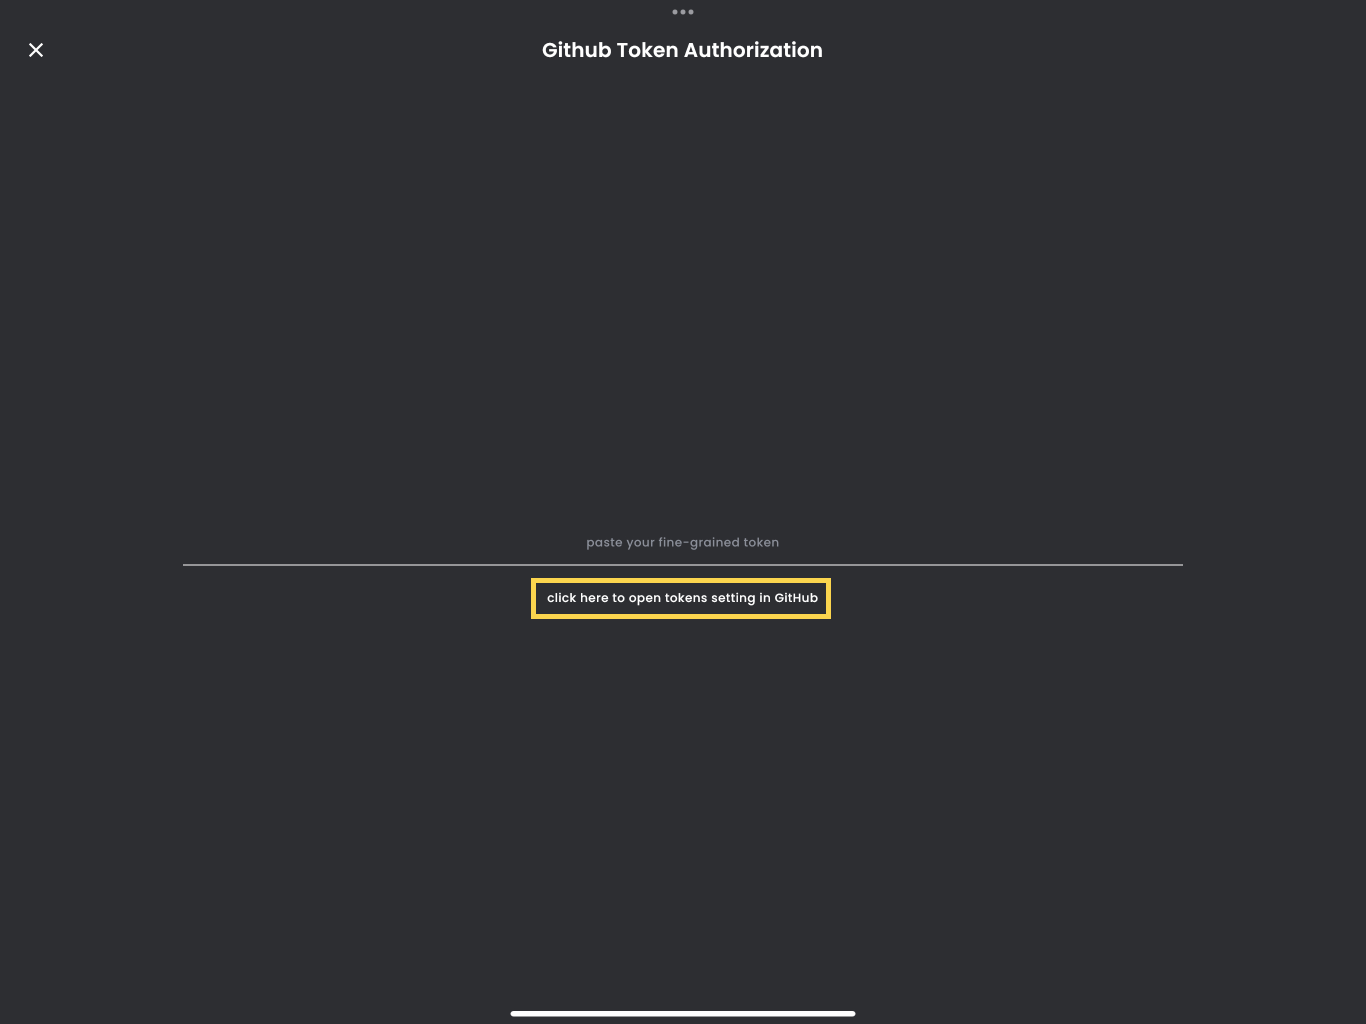 Github Token Authorization
paste your fine-grained token
click here to open tokens setting in GitHub